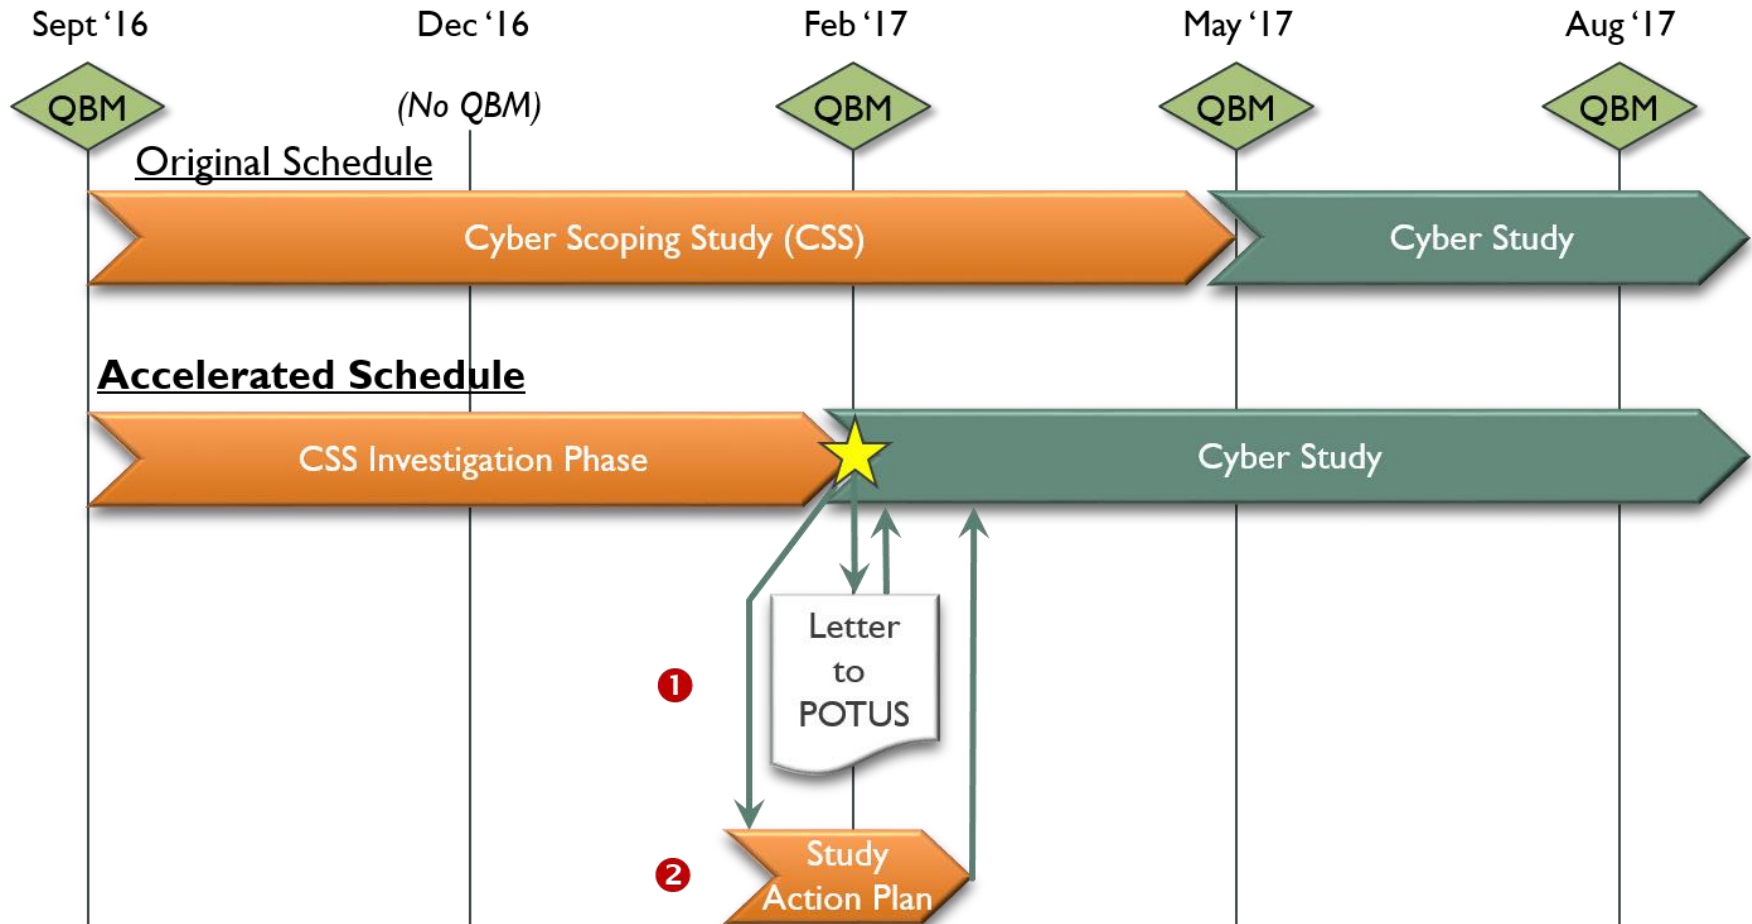 Sept ‘16
Dec ‘16
Feb ‘17
May ‘17
Aug ‘17
QBM
(No QBM)
QBM
QBM
QBM
Original Schedule
Cyber Scoping Study (CSS)
Cyber Study
Accelerated Schedule
CSS Investigation Phase
Cyber Study
Letter
to
POTUS
1
Study
Action Plan
2